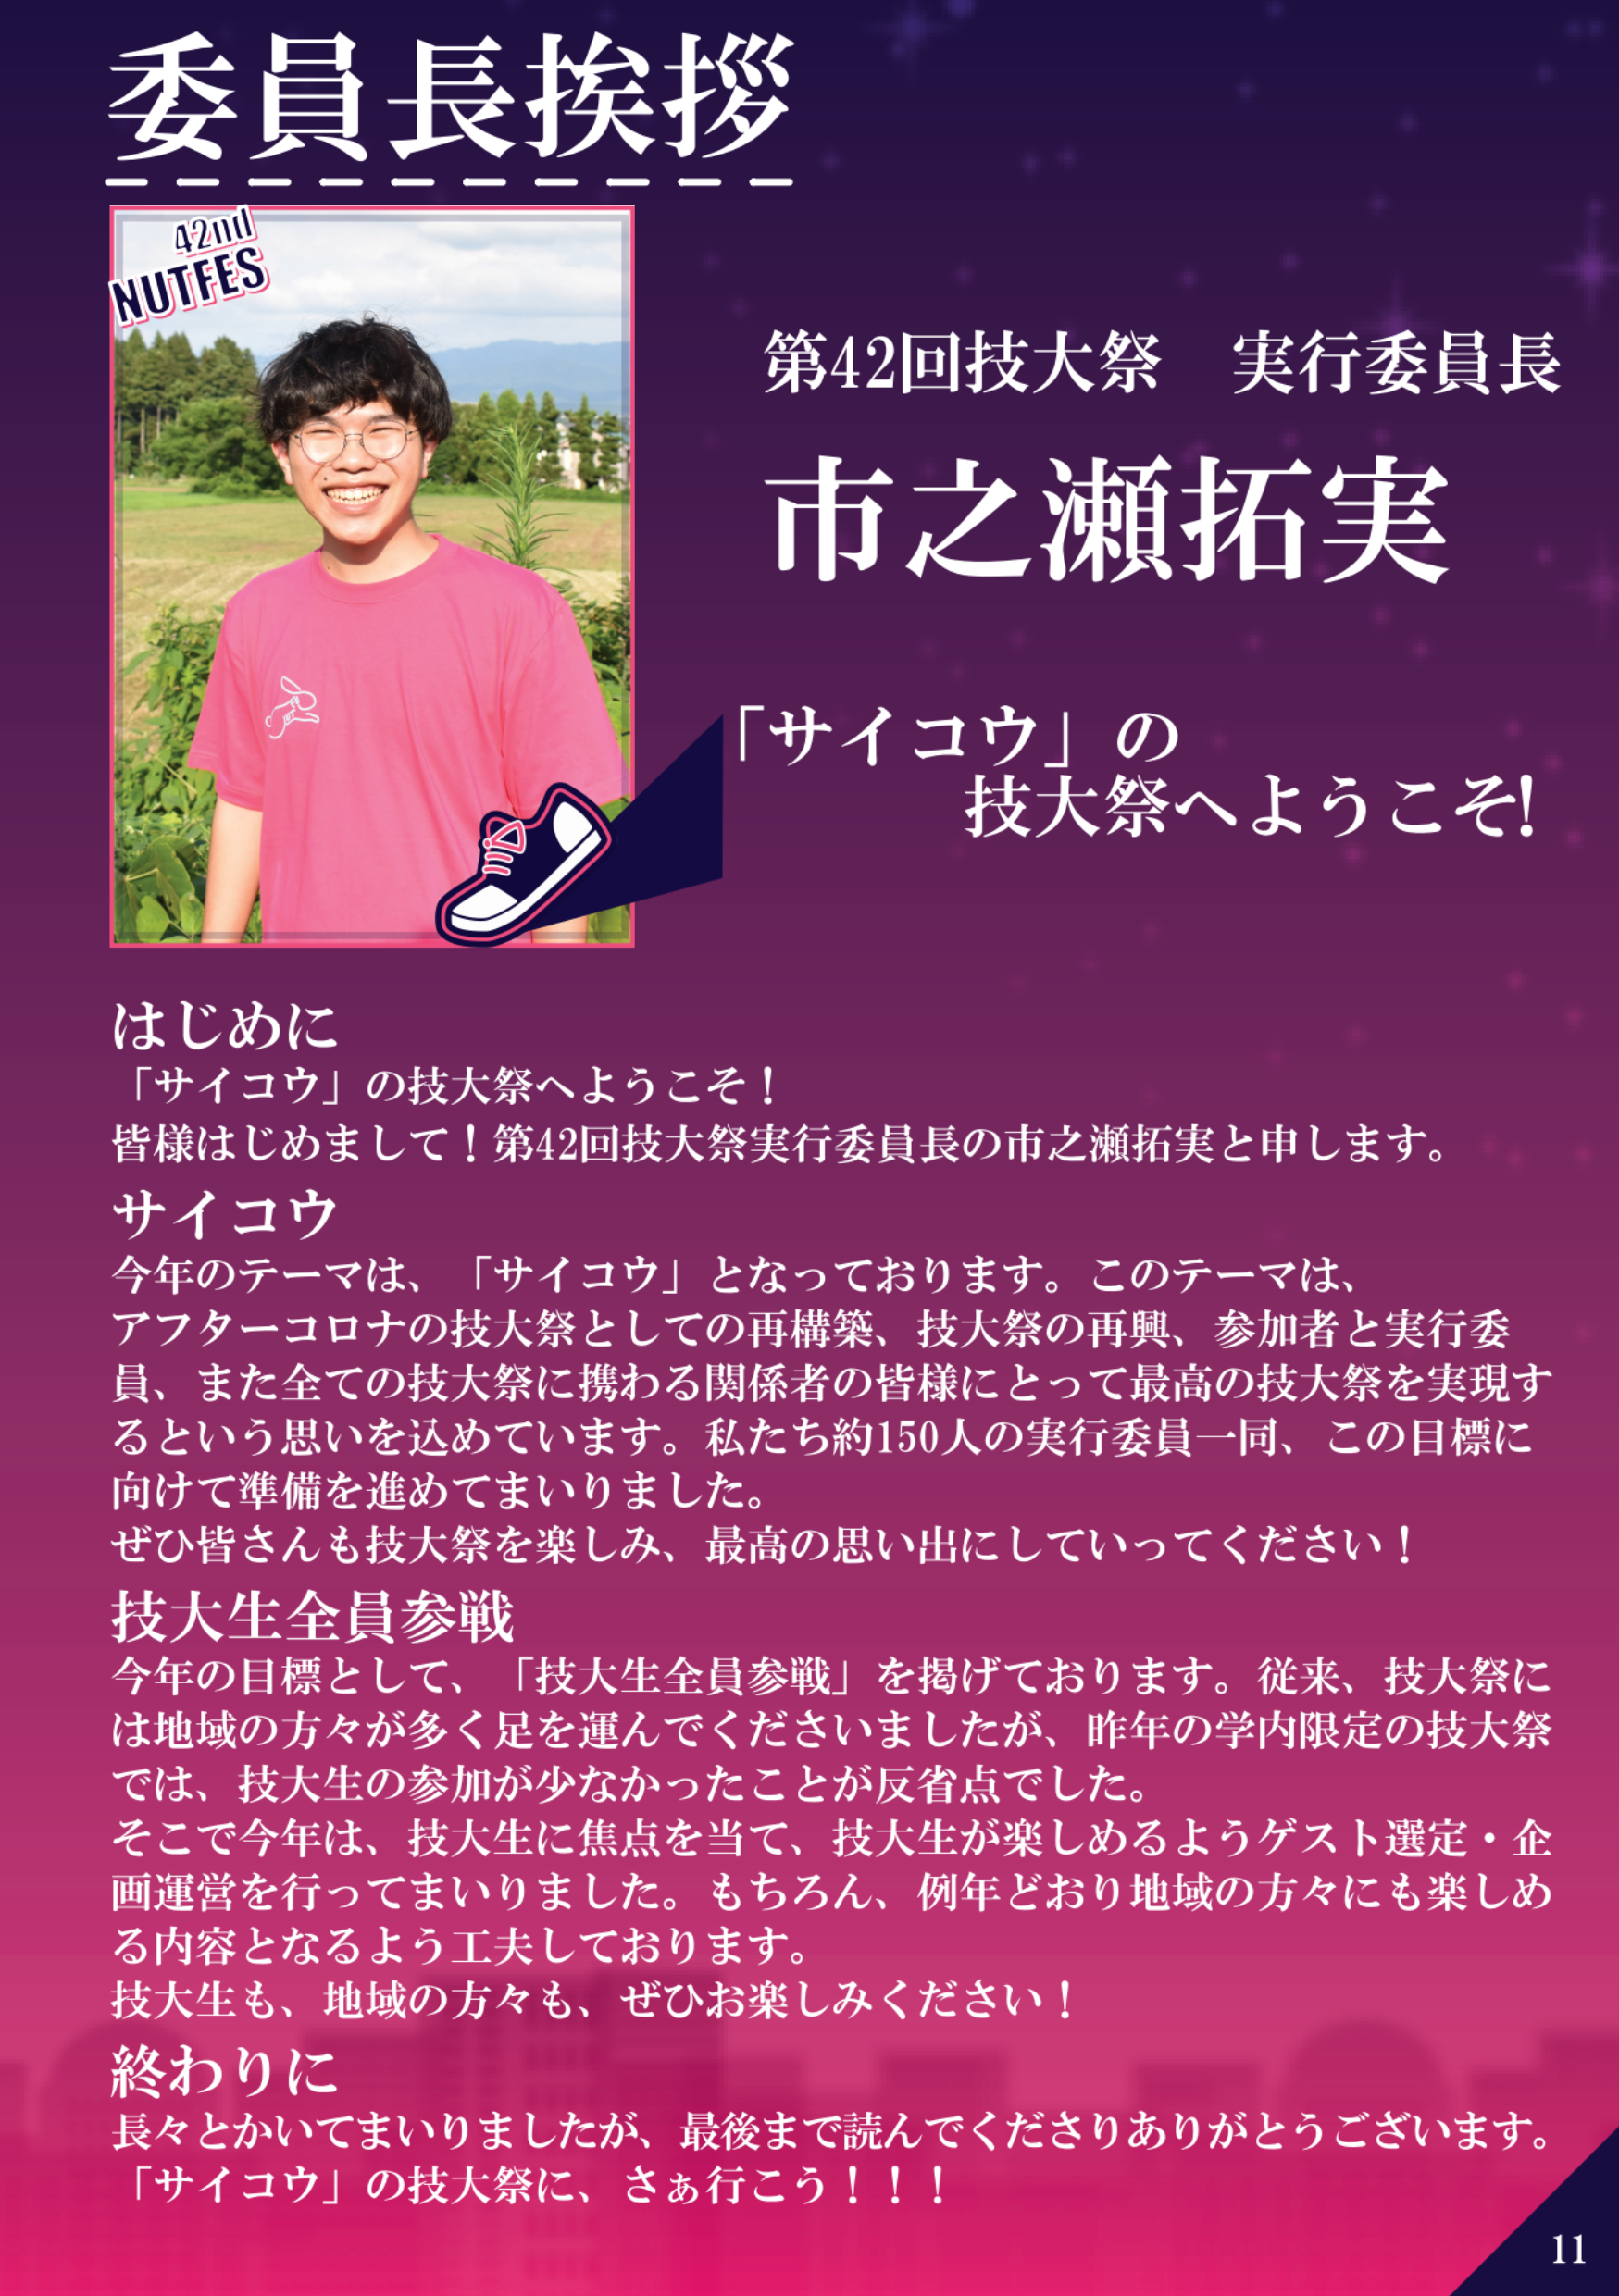 委員長挨拶
42nd
NUTFES
第42回技大祭　実行委員長
市之瀬拓実
「サイコウ」の
技大祭へようこそ!
はじめに
「サイコウ」の技大祭へようこそ！
皆様はじめまして！第42回技大祭実行委員長の市之瀬拓実と申します。
サイコウ
今年のテーマは、「サイコウ」となっております。このテーマは、
アフターコロナの技大祭としての再構築、技大祭の再興、参加者と実行委
員、また全ての技大祭に携わる関係者の皆様にとって最高の技大祭を実現す
るという思いを込めています。私たち約150人の実行委員一同、この目標に
向けて準備を進めてまいりました。
ぜひ皆さんも技大祭を楽しみ、最高の思い出にしていってください！
技大生全員参戦
今年の目標として、「技大生全員参戦」を掲げております。従来、技大祭に
は地域の方々が多く足を運んでくださいましたが、昨年の学内限定の技大祭
では、技大生の参加が少なかったことが反省点でした。
そこで今年は、技大生に焦点を当て、技大生が楽しめるようゲスト選定・企
画運営を行ってまいりました。もちろん、例年どおり地域の方々にも楽しめ
る内容となるよう工夫しております。
技大生も、地域の方々も、ぜひお楽しみください！
終わりに
長々とかいてまいりましたが、最後まで読んでくださりありがとうございます。
「サイコウ」の技大祭に、さぁ行こう！！！
11